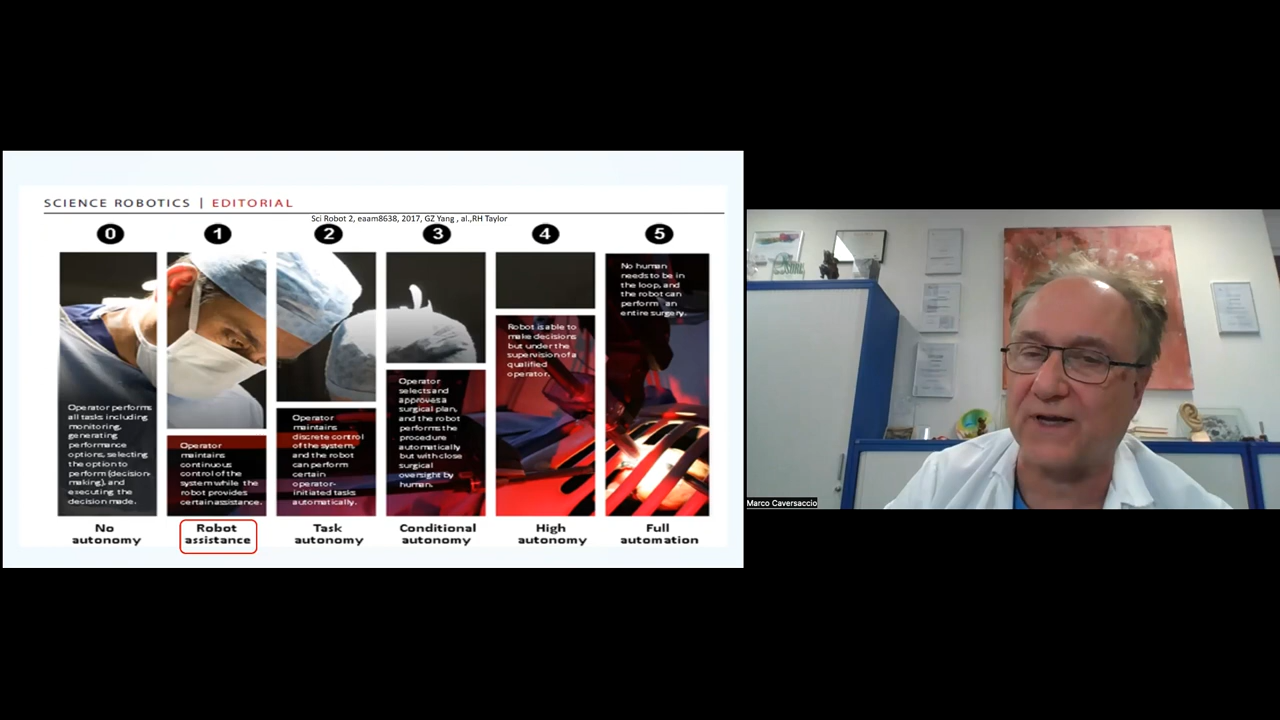 SCIENCE ROBOTICS | EDITORIAL
Sci Robot 2, eaam8638, 2017, GZ Yang , al.,RH Taylor
0
1
2
3
4
5
Operator performs
all tasks including
monitoring,
generating
performance
options, selecting
the option to
perform (decision-
making), and
executing the
decision made.
Operator
maintains
continuous
control of the
system while the
robot provides
certain assistance.
Operator
maintains
discrete control
of the system,
and the robot
can perform
certain
operator-
initiated tasks
automatically.
Operator
selects and
approves a
surgical plan,
and the robot
performs the
procedure
automatically
but with close
surgical
oversight by
human.
Robot is able to
make decisions
but under the
supervision of a
qualified
operator.
No human
needs to be in
the loop, and
the robot can
perform an
entire surgery.
No
autonomy
Robot
assistance
Task
autonomy
Conditional
autonomy
High
autonomy
Full
automation
Marco Caversaccio